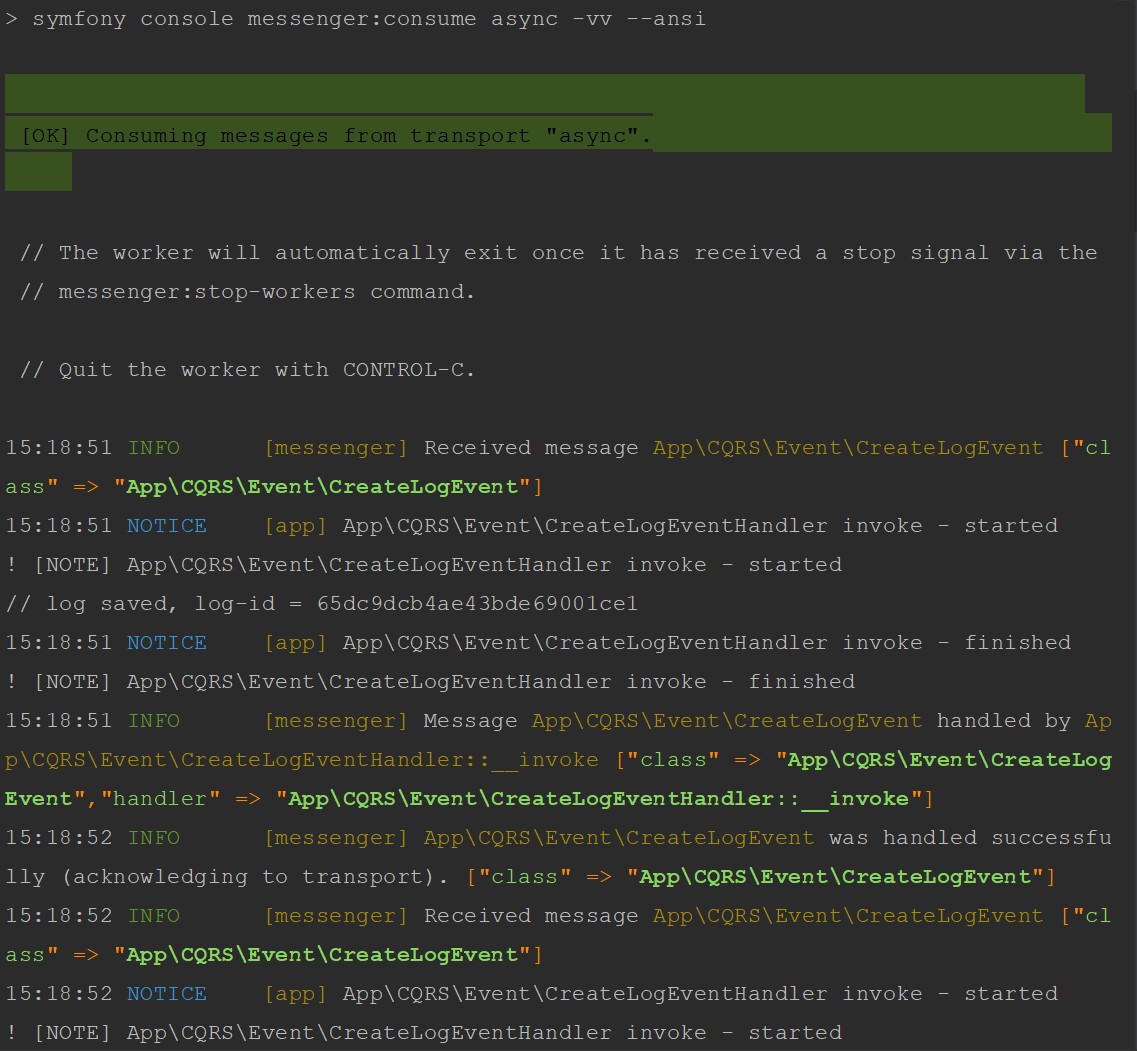 > symfony console messenger:consume async -vv --ansi
[OK] Consuming messages from transport "async".
// The worker will automatically exit once it has received a stop signal via the
// messenger:stop-workers command.
// Quit the worker with CONTROL-C.
15:18:51 INFO      [messenger] Received message App\CQRS\Event\CreateLogEvent ["cl
ass" => "App\CQRS\Event\CreateLogEvent"]
15:18:51 NOTICE    [app] App\CQRS\Event\CreateLogEventHandler invoke - started
! [NOTE] App\CQRS\Event\CreateLogEventHandler invoke - started
// log saved, log-id = 65dc9dcb4ae43bde69001ce1
15:18:51 NOTICE    [app] App\CQRS\Event\CreateLogEventHandler invoke - finished
! [NOTE] App\CQRS\Event\CreateLogEventHandler invoke - finished
15:18:51 INFO      [messenger] Message App\CQRS\Event\CreateLogEvent handled by Ap
p\CQRS\Event\CreateLogEventHandler::__invoke ["class" => "App\CQRS\Event\CreateLog
Event","handler" => "App\CQRS\Event\CreateLogEventHandler::__invoke"]
15:18:52 INFO      [messenger] App\CQRS\Event\CreateLogEvent was handled successfu
lly (acknowledging to transport). ["class" => "App\CQRS\Event\CreateLogEvent"]
15:18:52 INFO      [messenger] Received message App\CQRS\Event\CreateLogEvent ["cl
ass" => "App\CQRS\Event\CreateLogEvent"]
15:18:52 NOTICE    [app] App\CQRS\Event\CreateLogEventHandler invoke - started
! [NOTE] App\CQRS\Event\CreateLogEventHandler invoke - started